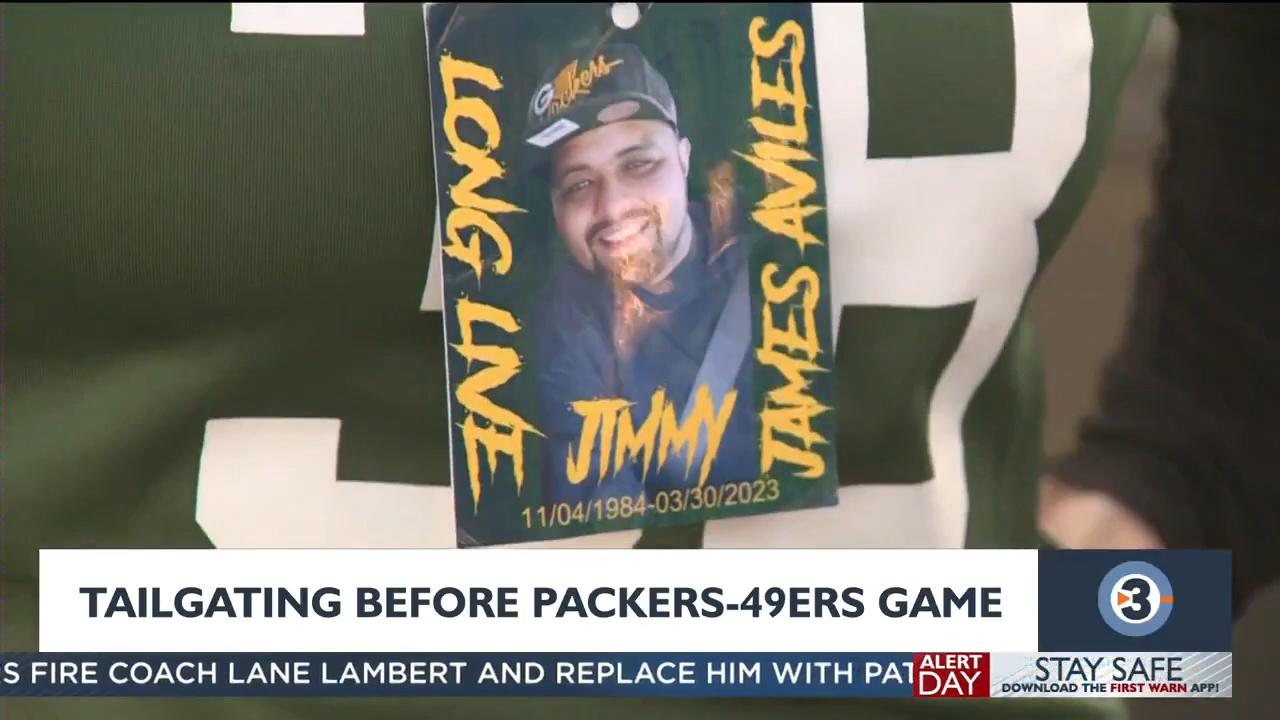 Packers
LONG LIVE
JAMES AVILES
JIMMY
11/04/1984-03/30/2023
TAILGATING BEFORE PACKERS-49ERS GAME
3
S FIRE COACH LANE LAMBERT AND REPLACE HIM WITH PAT
ALERT
DAY
STAY SAFE
DOWNLOAD THE FIRST WARN APP!